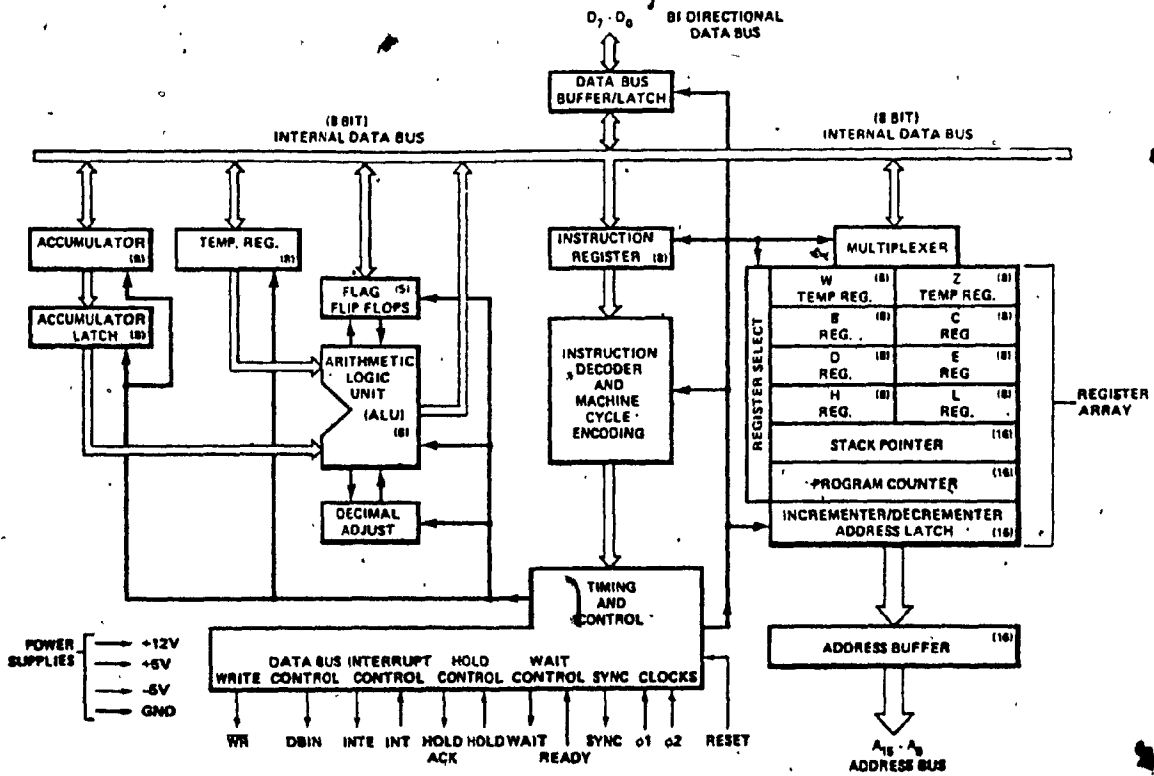 D₇ - D₀
BI DIRECTIONAL
DATA BUS
DATA BUS
BUFFER/LATCH
(8 BIT)
INTERNAL DATA BUS
(8 BIT)
INTERNAL DATA BUS
ACCUMULATOR
(8)
TEMP. REG.
(8)
INSTRUCTION
REGISTER
(8)
MULTIPLEXER
FLAG
(5)
FLIP FLOPS
ACCUMULATOR
LATCH
(8)
ARITHMETIC
LOGIC
UNIT
(ALU)
(8)
DECIMAL
ADJUST
INSTRUCTION
DECODER
AND
MACHINE
CYCLE
ENCODING
REGISTER SELECT
W (8)
TEMP REG.
Z (8)
TEMP REG.
B (8)
REG.
C (8)
REG
D (8)
REG.
E (8)
REG
H (8)
REG.
L (8)
REG.
STACK POINTER (16)
PROGRAM COUNTER (16)
INCREMENTER/DECREMENTER
ADDRESS LATCH (16)
REGISTER
ARRAY
TIMING
AND
CONTROL
ADDRESS BUFFER (16)
A₁₅ - A₀
ADDRESS BUS
POWER
SUPPLIES
+12V
+5V
-5V
GND
WRITE
DATA BUS
CONTROL
INTERRUPT
CONTROL
HOLD
CONTROL
WAIT
CONTROL
SYNC
CLOCKS
W̅R̅
DBIN
INTE
INT
HOLD
ACK
HOLD
WAIT
READY
SYNC
ø1
ø2
RESET